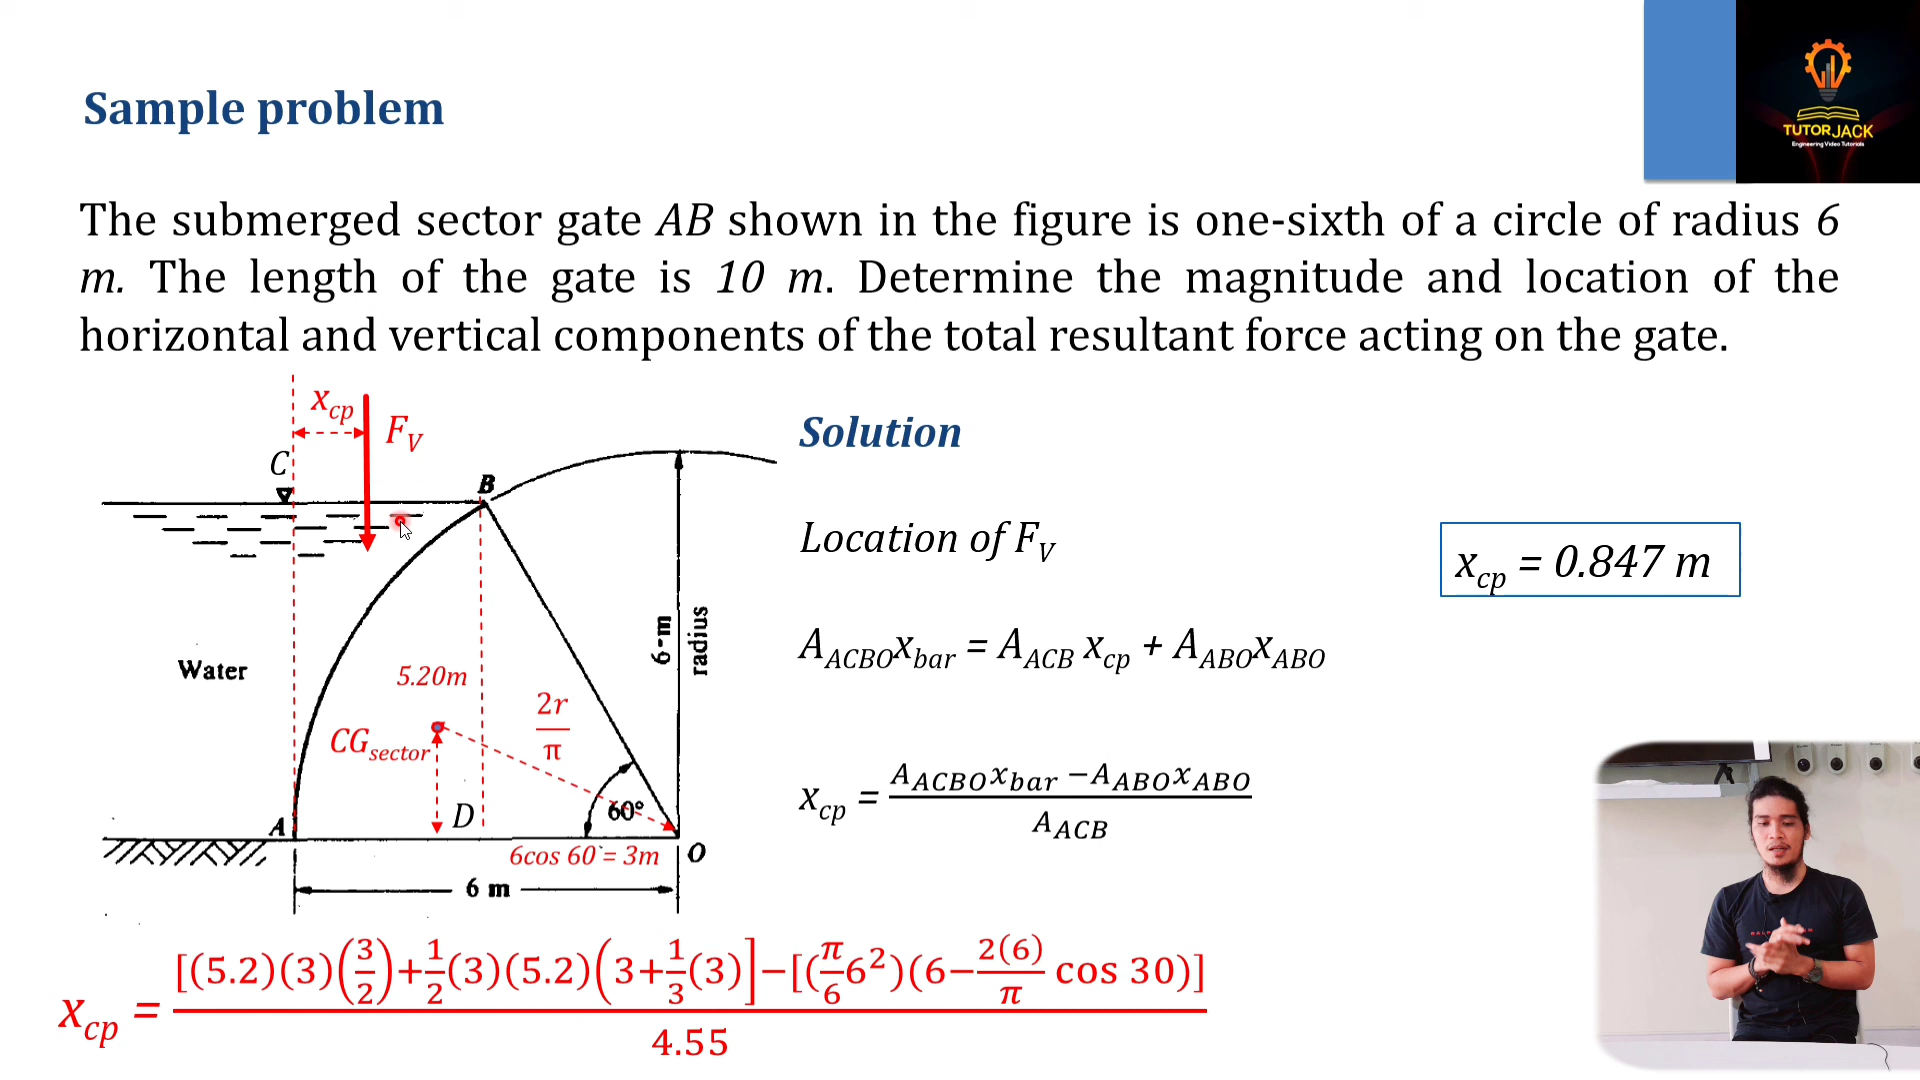 TUTORJACK
Engineering Video Tutorials
Sample problem
The submerged sector gate AB shown in the figure is one-sixth of a circle of radius 6
m. The length of the gate is 10 m. Determine the magnitude and location of the
horizontal and vertical components of the total resultant force acting on the gate.
x_cp
F_V
C
B
Water
5.20m
6-m
radius
CG_sector
2r/π
A
D
60°
O
6cos 60 = 3m
6 m
Solution
Location of F_V
x_cp = 0.847 m
A_ACBO x_bar = A_ACB x_cp + A_ABO x_ABO
x_cp = (A_ACBO x_bar − A_ABO x_ABO)/A_ACB
x_cp = [(5.2)(3)(3/2)+1/2(3)(5.2)(3+1/3(3)]−[(π/6 6²)(6−2(6)/π cos 30)] / 4.55